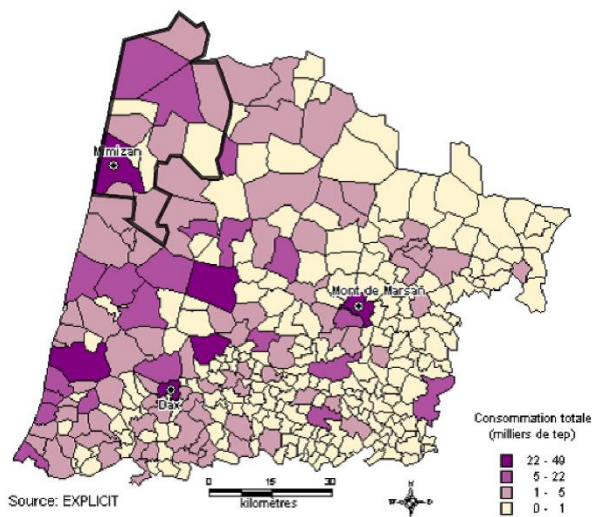 Mimizan
Mont de Marsan
Dax
Consommation totale
(milliers de tep)
22 - 49
5 - 22
1 - 5
0 - 1
Source: EXPLICIT
0 15 30
kilomètres